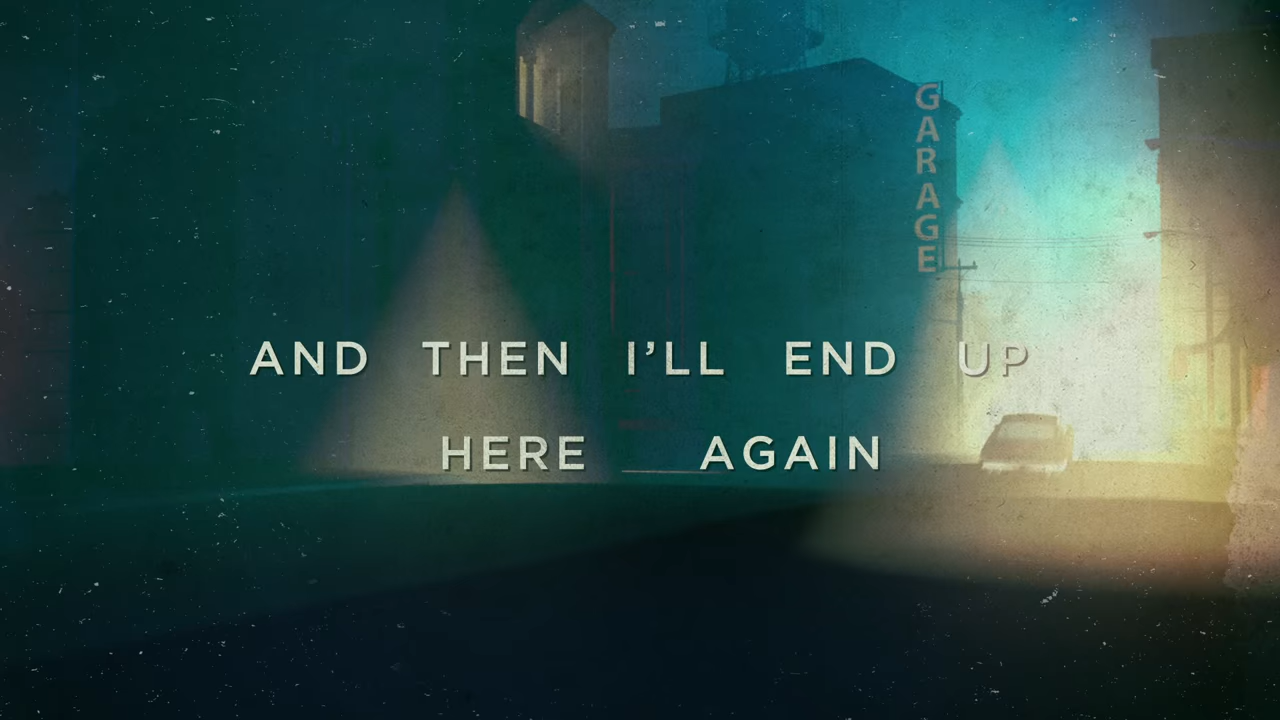 GARAGE
AND THEN I’LL END UP
HERE AGAIN